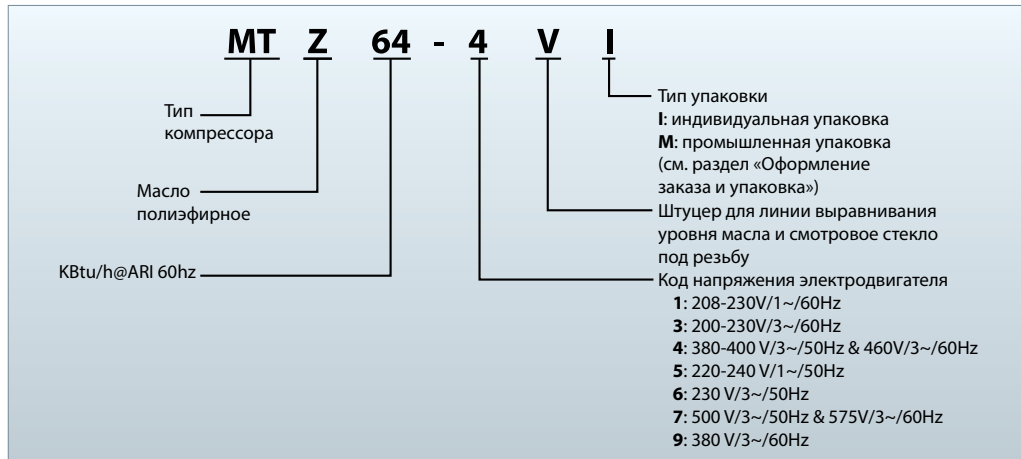 MT Z 64 - 4 V I
Тип
компрессора
Масло
полиэфирное
KBtu/h@ARI 60hz
Тип упаковки
I: индивидуальная упаковка
M: промышленная упаковка
(см. раздел «Оформление
заказа и упаковка»)
Штуцер для линии выравнивания
уровня масла и смотровое стекло
под резьбу
Код напряжения электродвигателя
1: 208-230V/1~/60Hz
3: 200-230V/3~/60Hz
4: 380-400 V/3~/50Hz & 460V/3~/60Hz
5: 220-240 V/1~/50Hz
6: 230 V/3~/50Hz
7: 500 V/3~/50Hz & 575V/3~/60Hz
9: 380 V/3~/60Hz